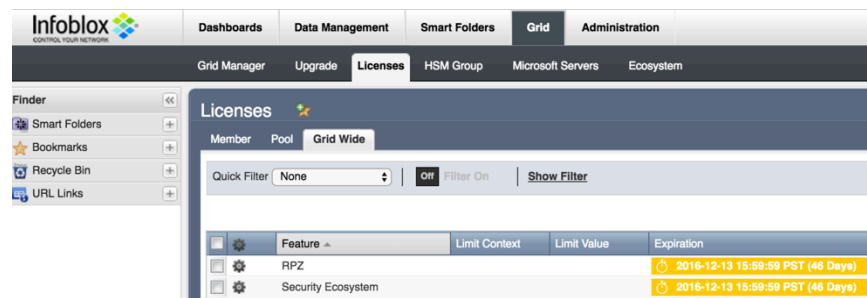 Infoblox
CONTROL YOUR NETWORK
Dashboards Data Management Smart Folders Grid Administration
Grid Manager Upgrade Licenses HSM Group Microsoft Servers Ecosystem
Finder
Smart Folders
Bookmarks
Recycle Bin
URL Links
Licenses
Member Pool Grid Wide
Quick Filter None Off Filter On Show Filter
Feature Limit Context Limit Value Expiration
RPZ 2016-12-13 15:59:59 PST (46 Days)
Security Ecosystem 2016-12-13 15:59:59 PST (46 Days)